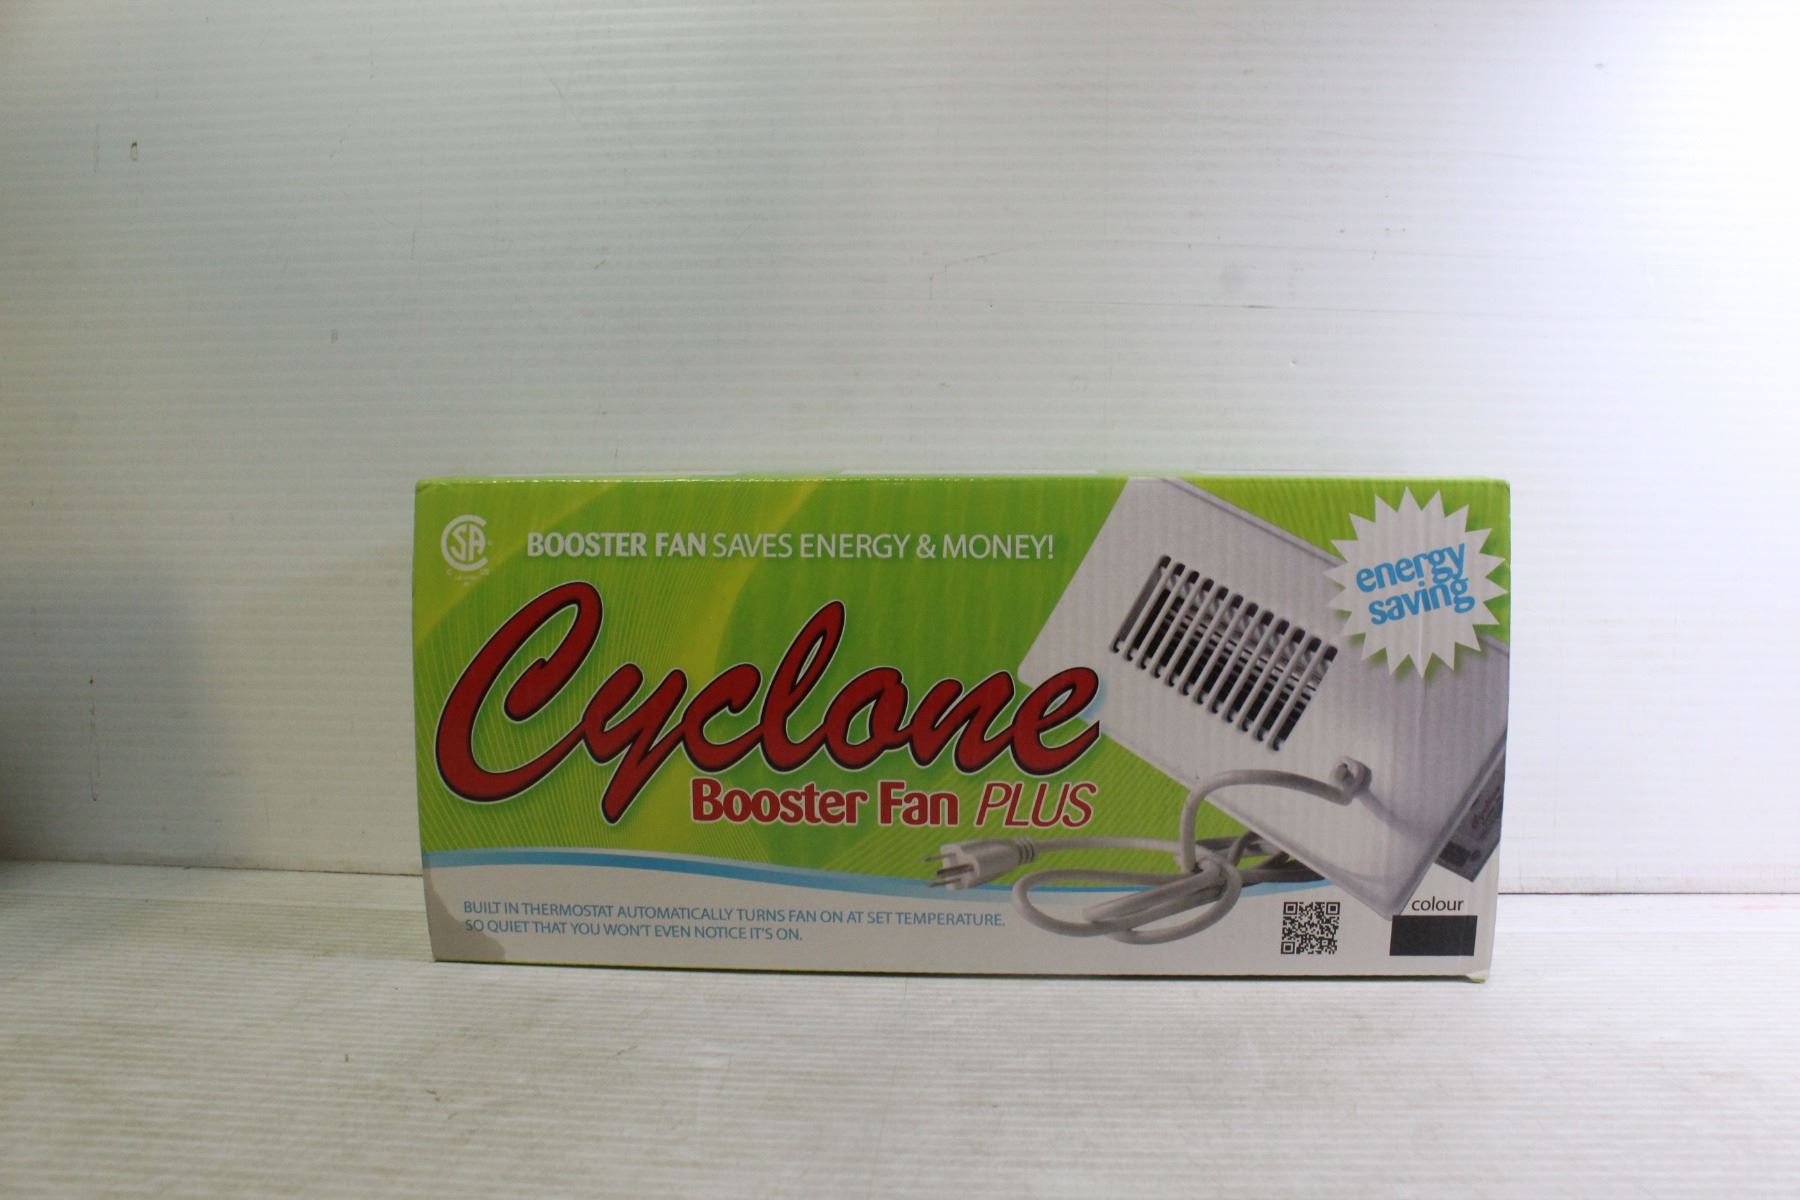 BOOSTER FAN SAVES ENERGY & MONEY!
energy
saving
Cyclone
Booster Fan PLUS
BUILT IN THERMOSTAT AUTOMATICALLY TURNS FAN ON AT SET TEMPERATURE.
SO QUIET THAT YOU WON'T EVEN NOTICE IT'S ON.
colour